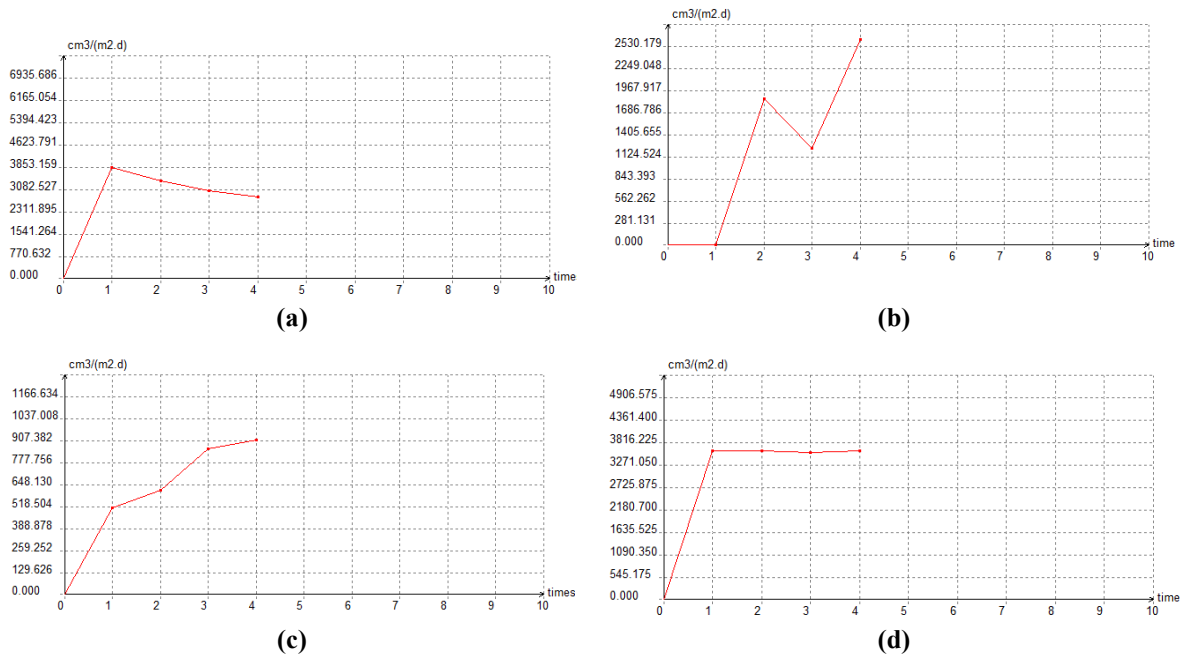 cm3/(m2.d)
6935.686
6165.054
5394.423
4623.791
3853.159
3082.527
2311.895
1541.264
770.632
0.000
0 1 2 3 4 5 6 7 8 9 10
time
(a)
cm3/(m2.d)
2530.179
2249.048
1967.917
1686.786
1405.655
1124.524
843.393
562.262
281.131
0.000
0 1 2 3 4 5 6 7 8 9 10
time
(b)
cm3/(m2.d)
1166.634
1037.008
907.382
777.756
648.130
518.504
388.878
259.252
129.626
0.000
0 1 2 3 4 5 6 7 8 9 10
times
(c)
cm3/(m2.d)
4906.575
4361.400
3816.225
3271.050
2725.875
2180.700
1635.525
1090.350
545.175
0.000
0 1 2 3 4 5 6 7 8 9 10
time
(d)